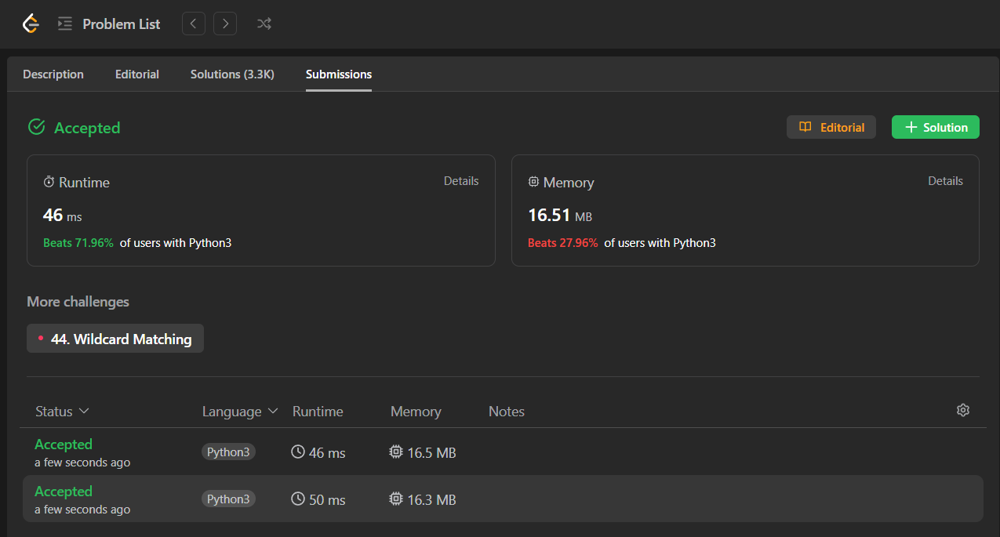 Problem List
Description Editorial Solutions (3.3K) Submissions
Accepted
Editorial
Solution
Runtime Details
46 ms
Beats 71.96% of users with Python3
Memory Details
16.51 MB
Beats 27.96% of users with Python3
More challenges
44. Wildcard Matching
Status Language Runtime Memory Notes
Accepted
a few seconds ago
Python3 46 ms 16.5 MB
Accepted
a few seconds ago
Python3 50 ms 16.3 MB